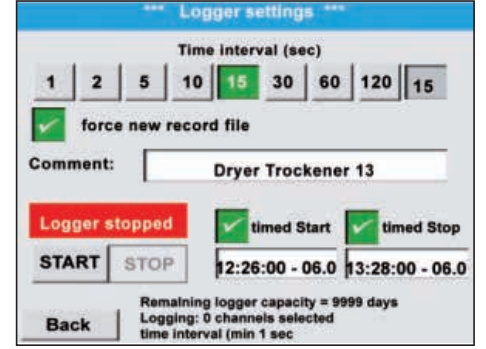 *** Logger settings ***
Time interval (sec)
1 2 5 10 15 30 60 120 15
force new record file
Comment: Dryer Trockener 13
Logger stopped timed Start timed Stop
START STOP 12:26:00 - 06.0 13:28:00 - 06.0
Remaining logger capacity = 9999 days
Back Logging: 0 channels selected
time interval (min 1 sec